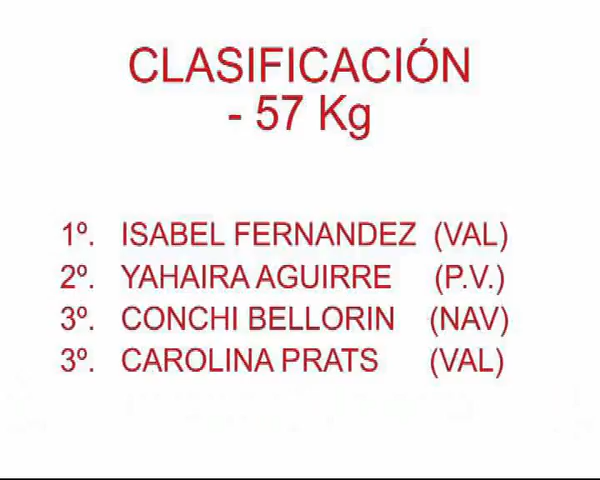 CLASIFICACIÓN
- 57 Kg
1º. ISABEL FERNANDEZ (VAL)
2º. YAHAIRA AGUIRRE (P.V.)
3º. CONCHI BELLORIN (NAV)
3º. CAROLINA PRATS (VAL)